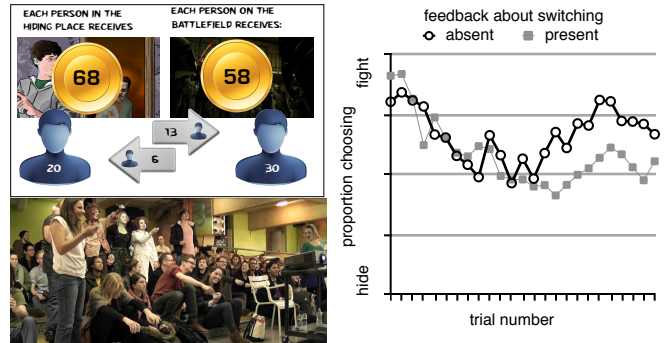 EACH PERSON IN THE
HIDING PLACE RECEIVES
EACH PERSON ON THE
BATTLEFIELD RECEIVES:
68
58
13
6
20
30
feedback about switching
absent
present
fight
proportion choosing
hide
trial number